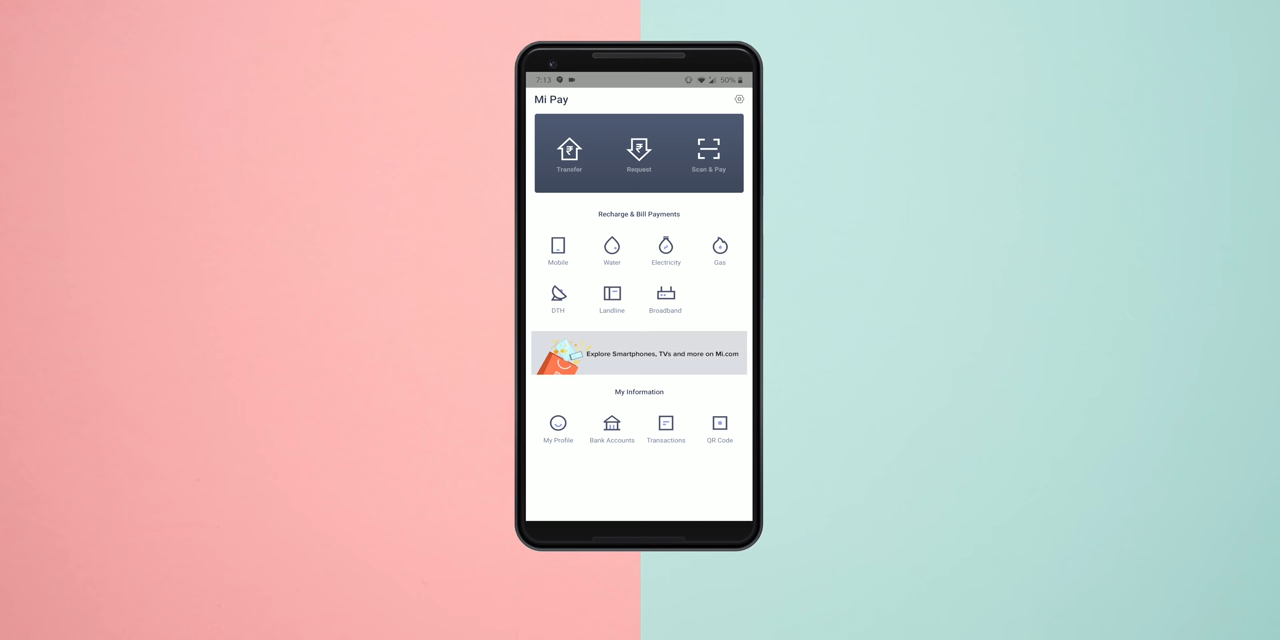 7:13 50%
Mi Pay
Transfer Request Scan & Pay
Recharge & Bill Payments
Mobile Water Electricity Gas
DTH Landline Broadband
Explore Smartphones, TVs and more on Mi.com
My Information
My Profile Bank Accounts Transactions QR Code